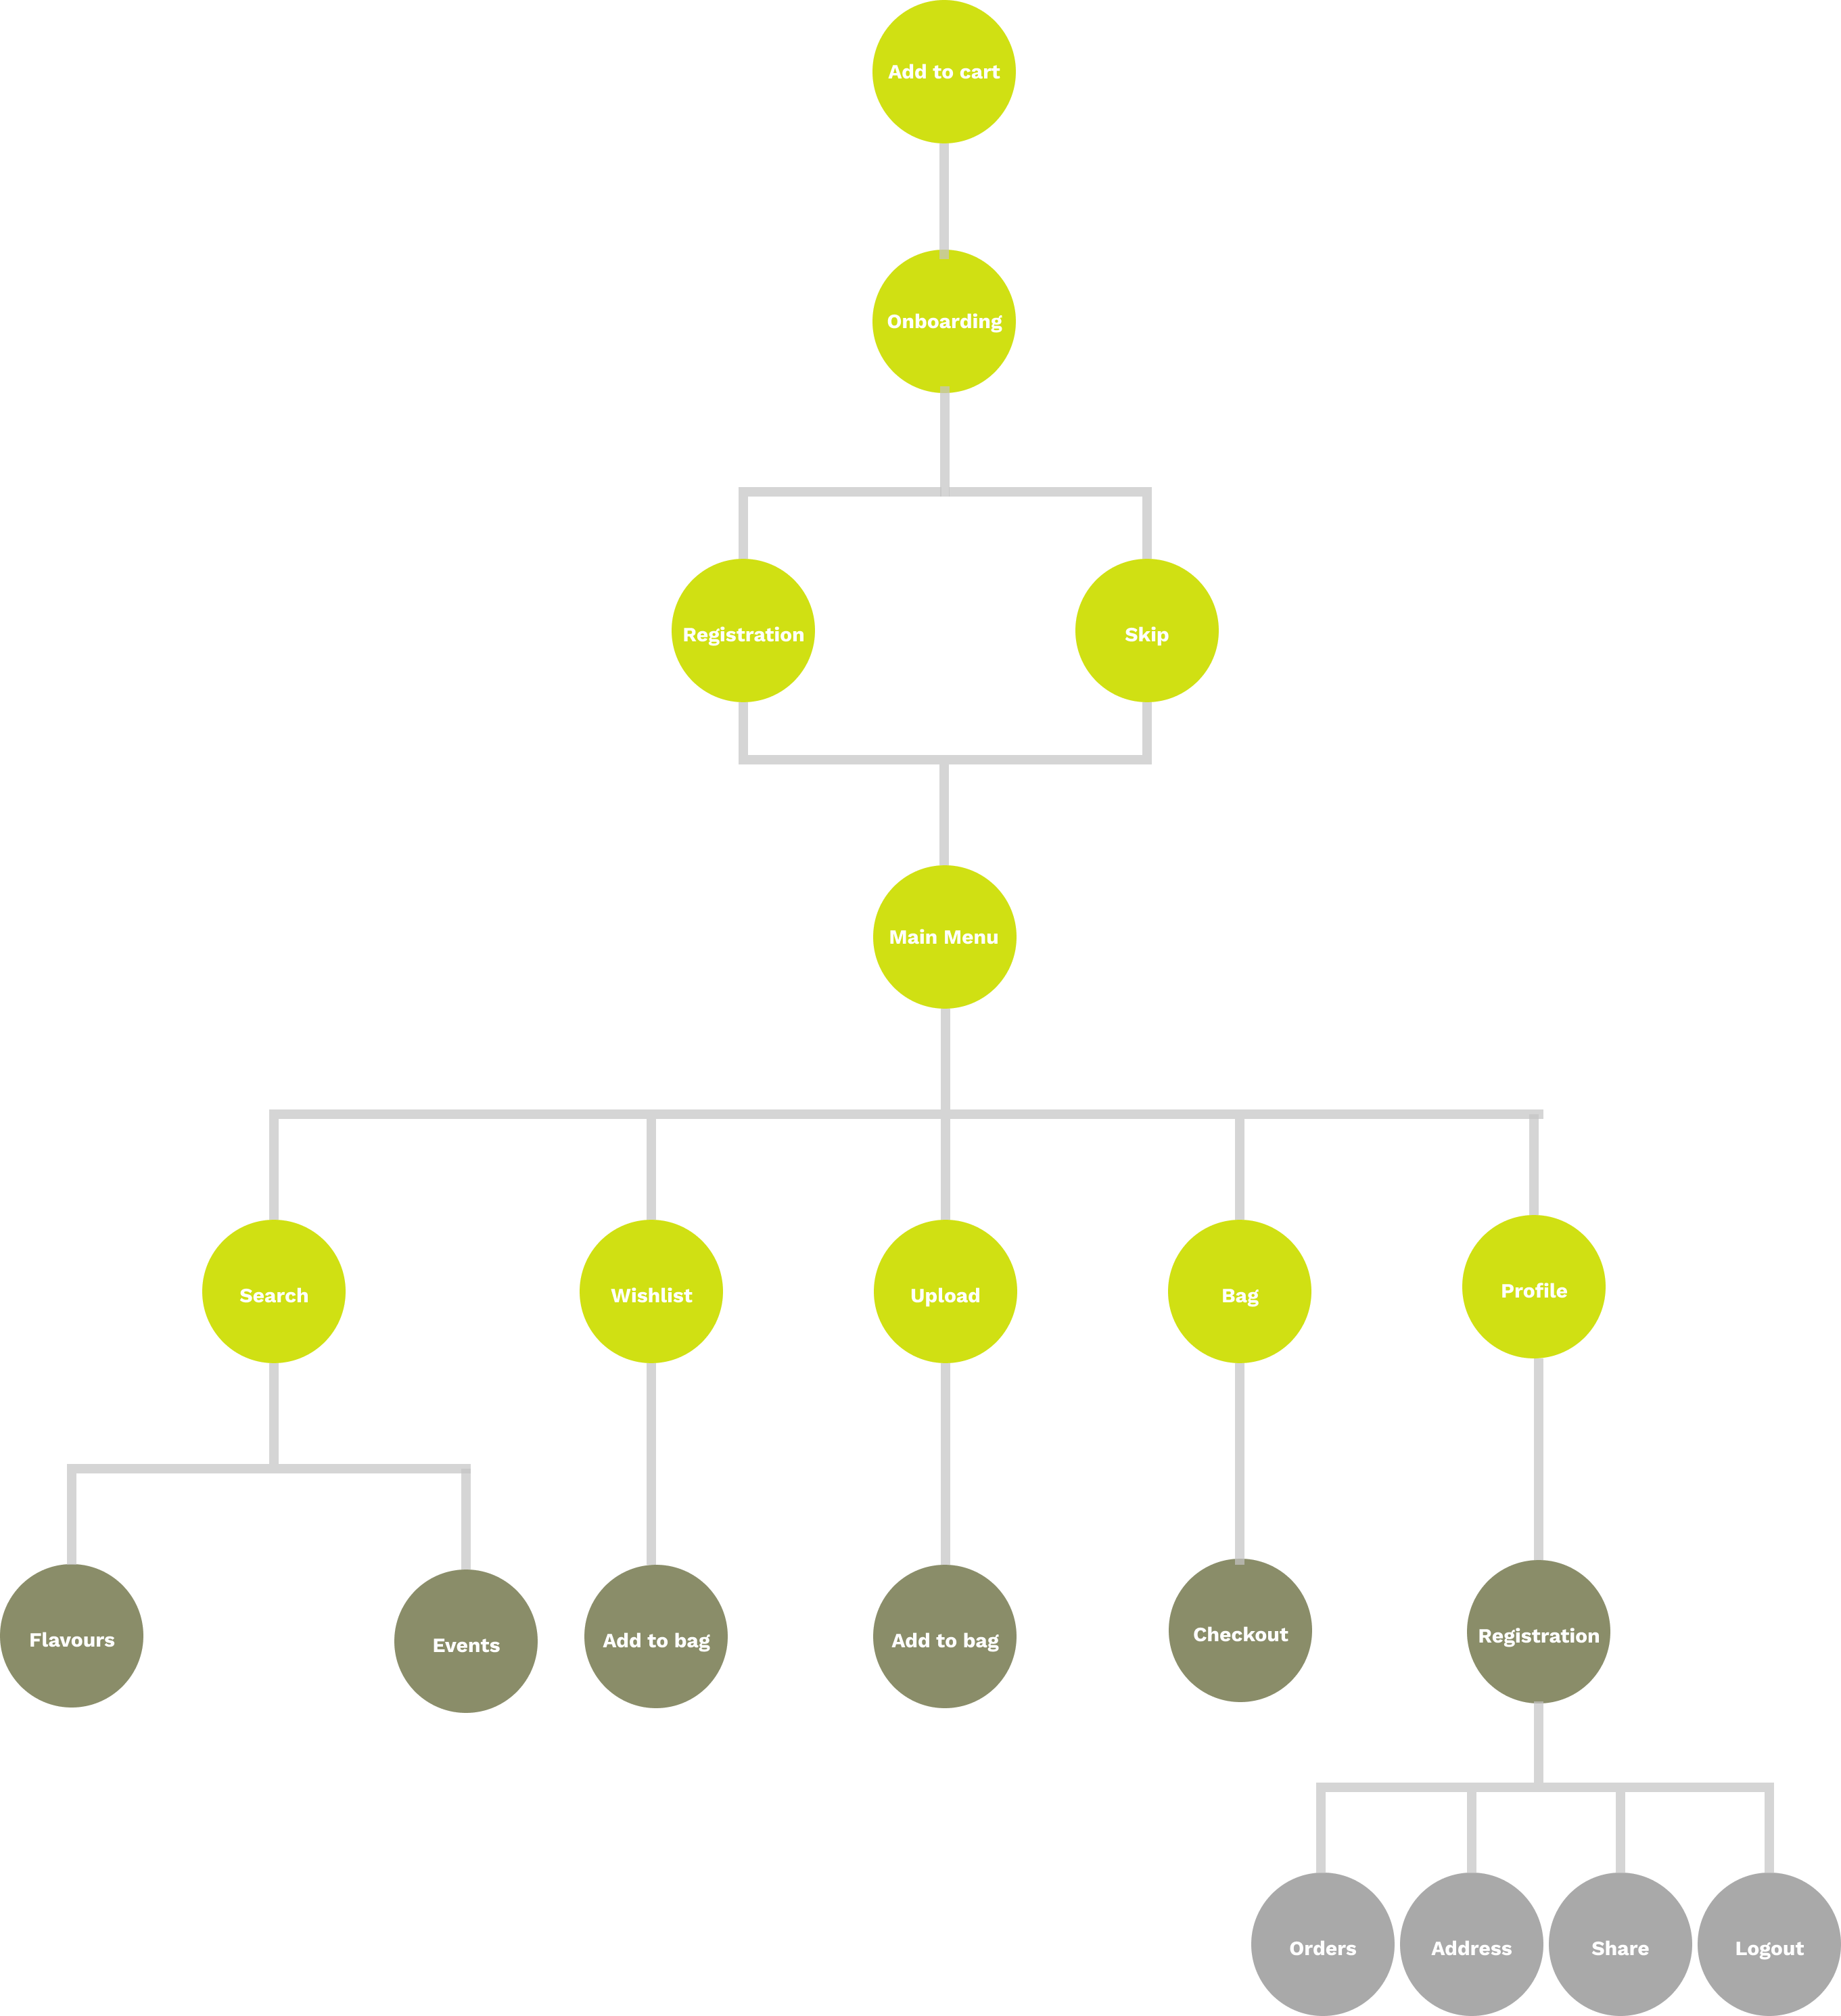 Add to cart
Onboarding
Registration
Skip
Main Menu
Search
Wishlist
Upload
Bag
Profile
Flavours
Events
Add to bag
Add to bag
Checkout
Registration
Orders
Address
Share
Logout